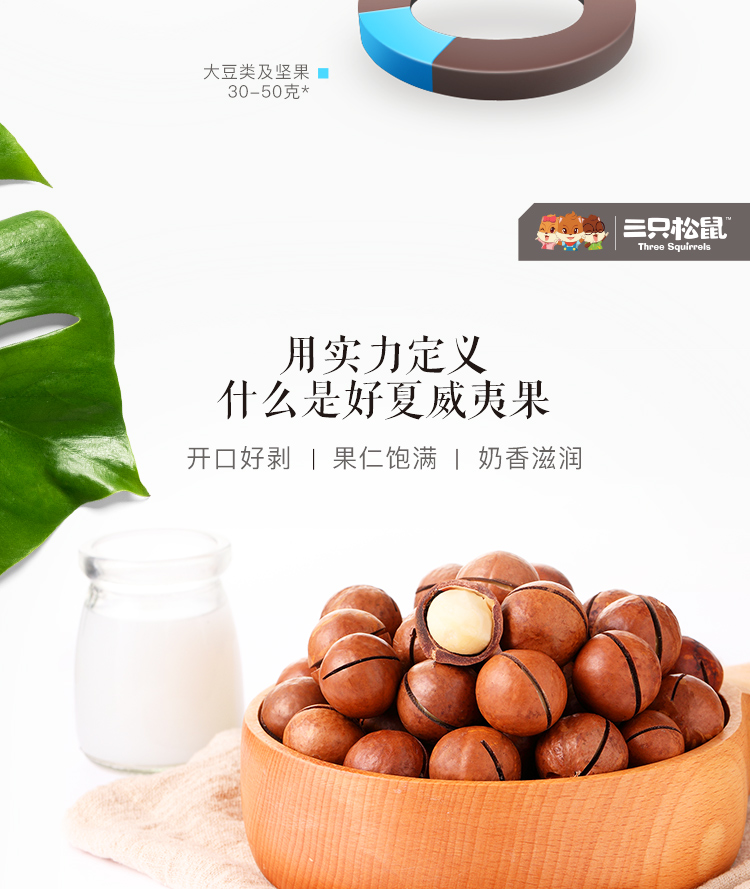 大豆类及坚果
30-50克*
三只松鼠™
Three Squirrels
用实力定义
什么是好夏威夷果
开口好剥 | 果仁饱满 | 奶香滋润